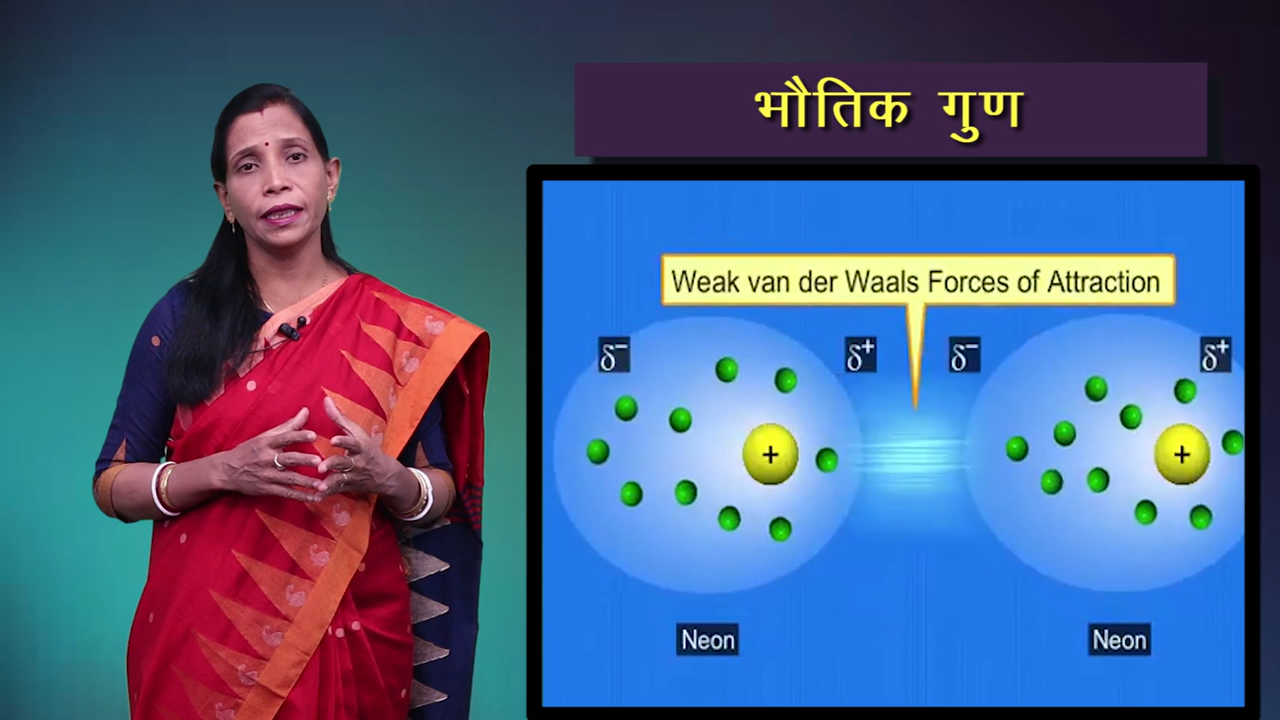 भौतिक गुण
Weak van der Waals Forces of Attraction
δ⁻ δ⁺ δ⁻ δ⁺
+ +
Neon Neon